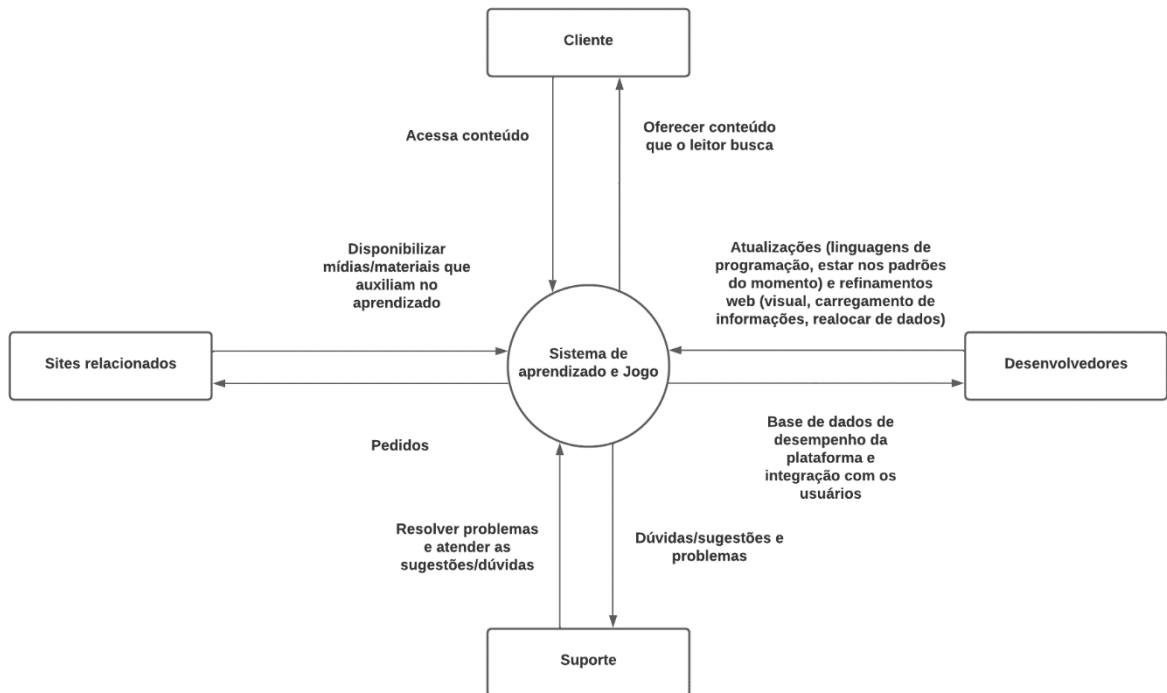 Cliente
Acessa conteúdo
Oferecer conteúdo
que o leitor busca
Disponibilizar
mídias/materiais que
auxiliam no
aprendizado
Atualizações (linguagens de
programação, estar nos padrões
do momento) e refinamentos
web (visual, carregamento de
informações, realocar de dados)
Sites relacionados
Sistema de
aprendizado e Jogo
Desenvolvedores
Pedidos
Base de dados de
desempenho da
plataforma e
integração com os
usuários
Resolver problemas
e atender as
sugestões/dúvidas
Dúvidas/sugestões e
problemas
Suporte